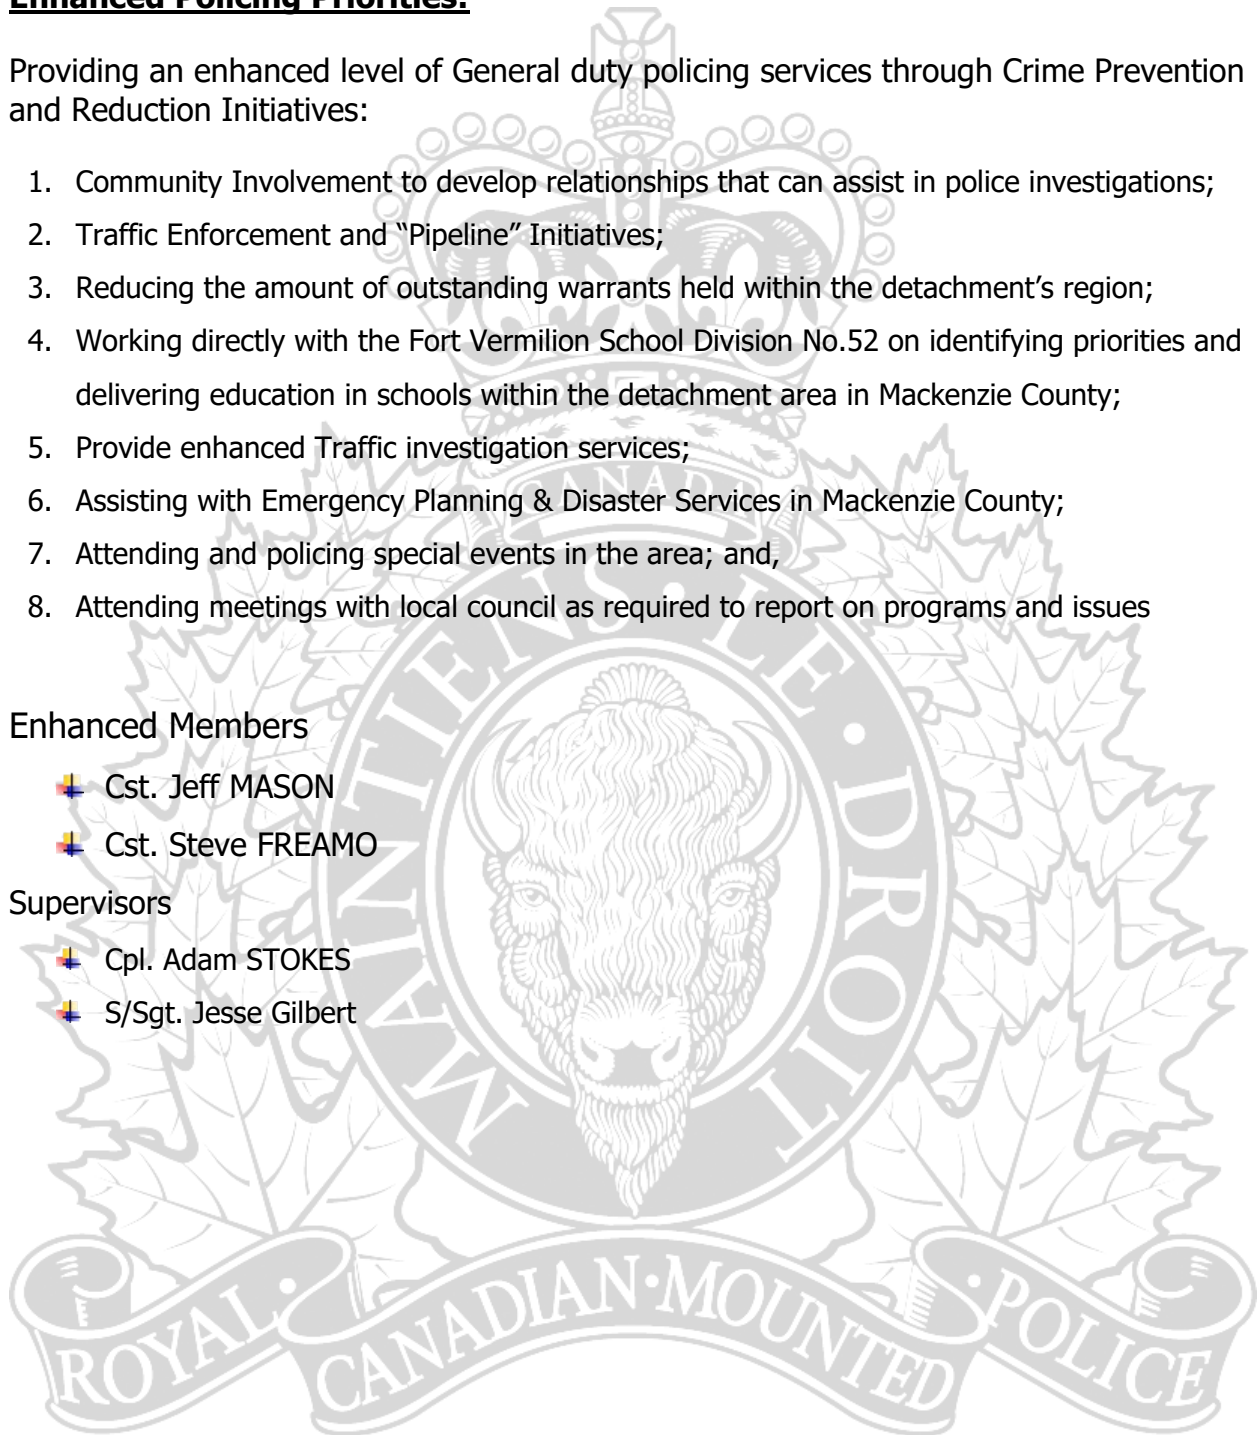 Enhanced Policing Priorities:
Providing an enhanced level of General duty policing services through Crime Prevention
and Reduction Initiatives:
1. Community Involvement to develop relationships that can assist in police investigations;
2. Traffic Enforcement and “Pipeline” Initiatives;
3. Reducing the amount of outstanding warrants held within the detachment’s region;
4. Working directly with the Fort Vermilion School Division No.52 on identifying priorities and
delivering education in schools within the detachment area in Mackenzie County;
5. Provide enhanced Traffic investigation services;
6. Assisting with Emergency Planning & Disaster Services in Mackenzie County;
7. Attending and policing special events in the area; and,
8. Attending meetings with local council as required to report on programs and issues
Enhanced Members
Cst. Jeff MASON
Cst. Steve FREAMO
Supervisors
Cpl. Adam STOKES
S/Sgt. Jesse Gilbert
CANADA
MAINTIENS • LE • DROIT
ROYAL • CANADIAN • MOUNTED • POLICE